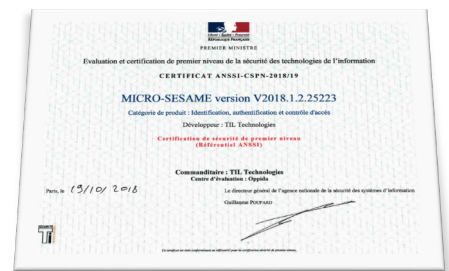 Liberté • Égalité • Fraternité
RÉPUBLIQUE FRANÇAISE
PREMIER MINISTRE
Evaluation et certification de premier niveau de la sécurité des technologies de l'information
CERTIFICAT ANSSI-CSPN-2018/19
MICRO-SESAME version V2018.1.2.25223
Catégorie de produit : Identification, authentification et contrôle d'accès
Développeur : TIL Technologies
Certification de sécurité de premier niveau
(Référentiel ANSSI)
Commanditaire : TIL Technologies
Centre d'évaluation : Oppida
Paris, le 19/10/2018
Le directeur général de l'agence nationale de la sécurité des systèmes d'information
Guillaume POUPARD